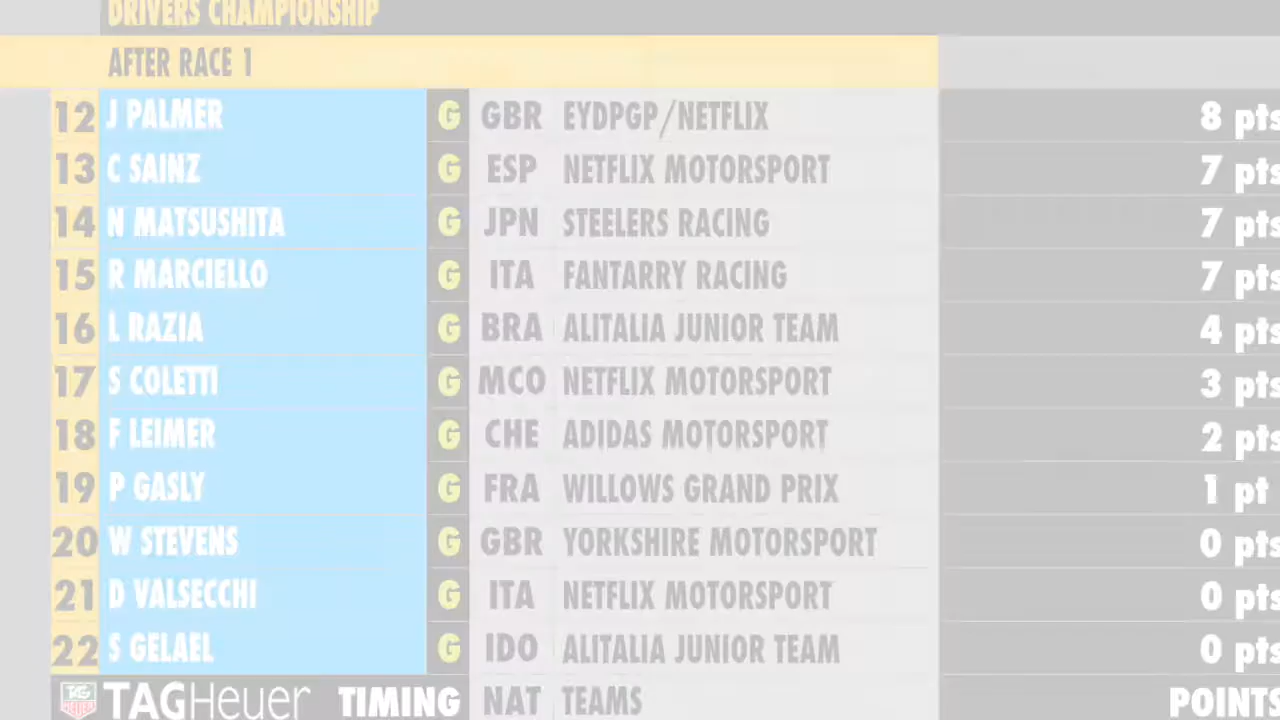 DRIVERS CHAMPIONSHIP
AFTER RACE 1
12 J PALMER G GBR EYDPGP/NETFLIX 8 pts
13 C SAINZ G ESP NETFLIX MOTORSPORT 7 pts
14 N MATSUSHITA G JPN STEELERS RACING 7 pts
15 R MARCIELLO G ITA FANTARRY RACING 7 pts
16 L RAZIA G BRA ALITALIA JUNIOR TEAM 4 pts
17 S COLETTI G MCO NETFLIX MOTORSPORT 3 pts
18 F LEIMER G CHE ADIDAS MOTORSPORT 2 pts
19 P GASLY G FRA WILLOWS GRAND PRIX 1 pt
20 W STEVENS G GBR YORKSHIRE MOTORSPORT 0 pts
21 D VALSECCHI G ITA NETFLIX MOTORSPORT 0 pts
22 S GELAEL G IDO ALITALIA JUNIOR TEAM 0 pts
TAG HEUER TAGHeuer TIMING NAT TEAMS POINTS